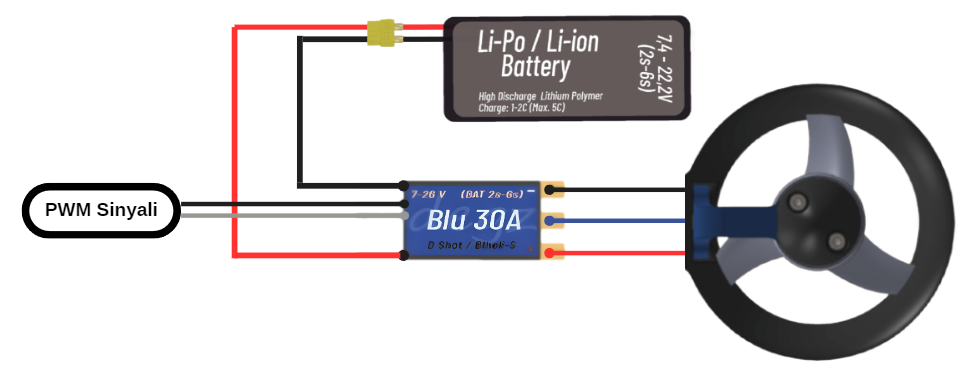 Li-Po / Li-ion
Battery
7,4 - 22,2V
(2s-6s)
High Discharge Lithium Polymer
Charge: 1-2C (Max. 5C)
PWM Sinyali
7-26 V (BAT 2s-6s)
Blu 30A
D Shot /